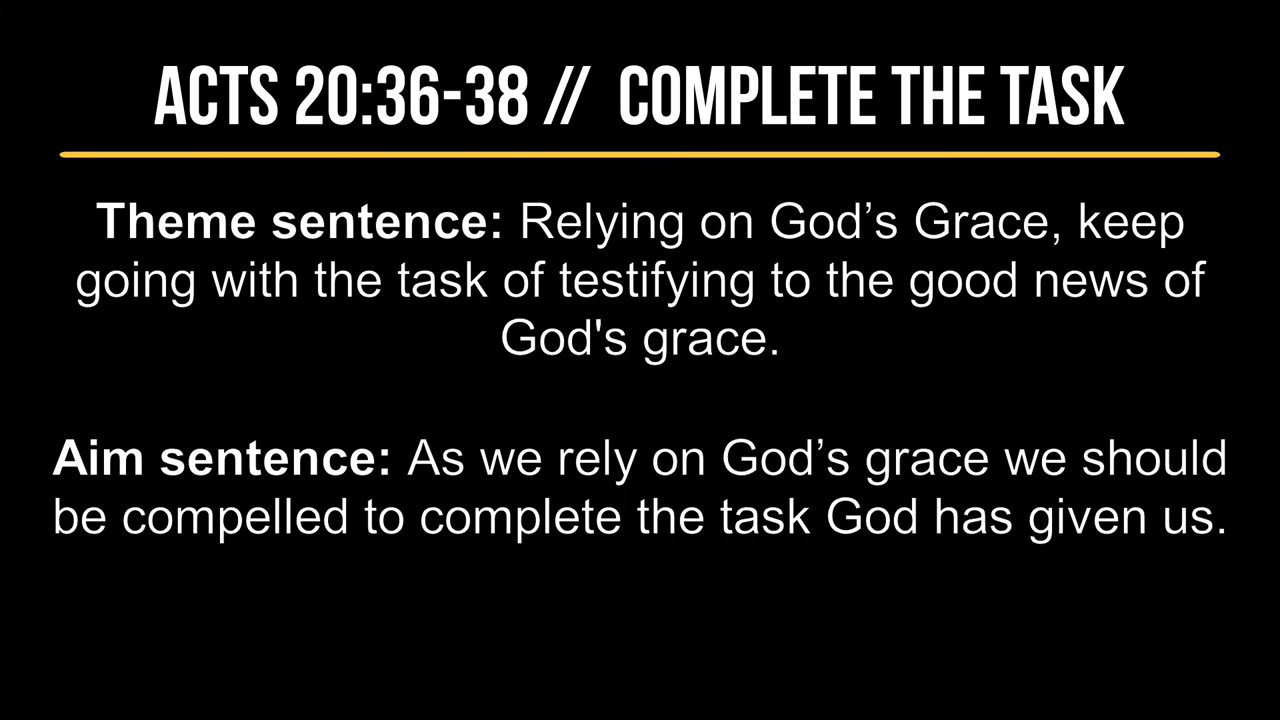 ACTS 20:36-38 // COMPLETE THE TASK
Theme sentence: Relying on God’s Grace, keep
going with the task of testifying to the good news of
God's grace.
Aim sentence: As we rely on God’s grace we should
be compelled to complete the task God has given us.